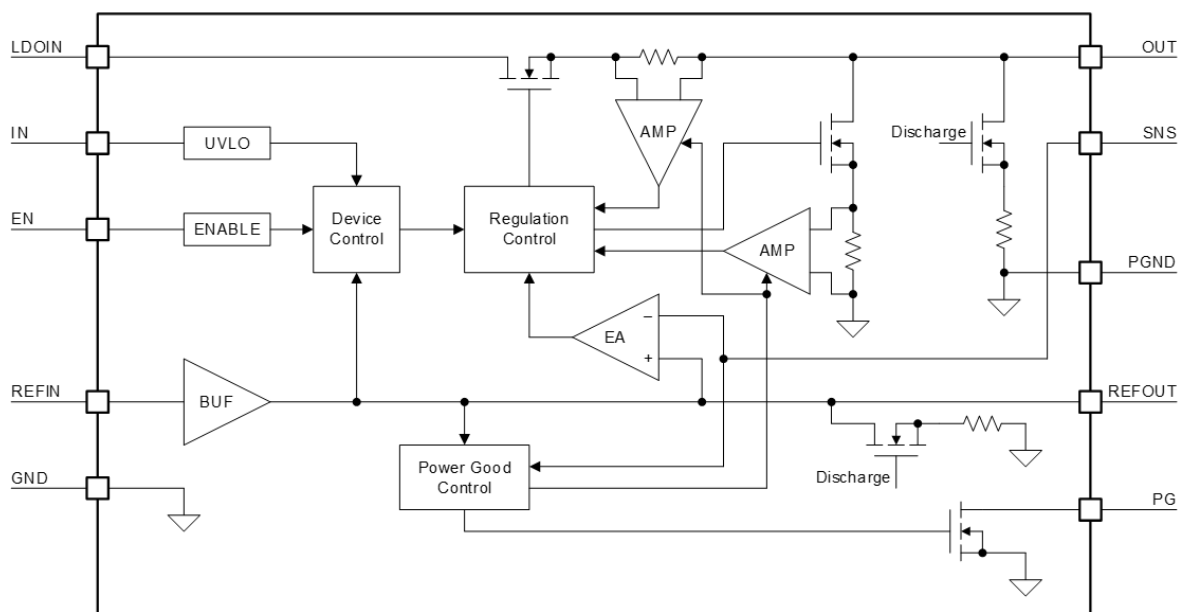 LDOIN
OUT
IN
UVLO
AMP
Discharge
SNS
EN
ENABLE
Device
Control
Regulation
Control
AMP
PGND
EA
−
+
REFIN
BUF
REFOUT
Power Good
Control
Discharge
GND
PG